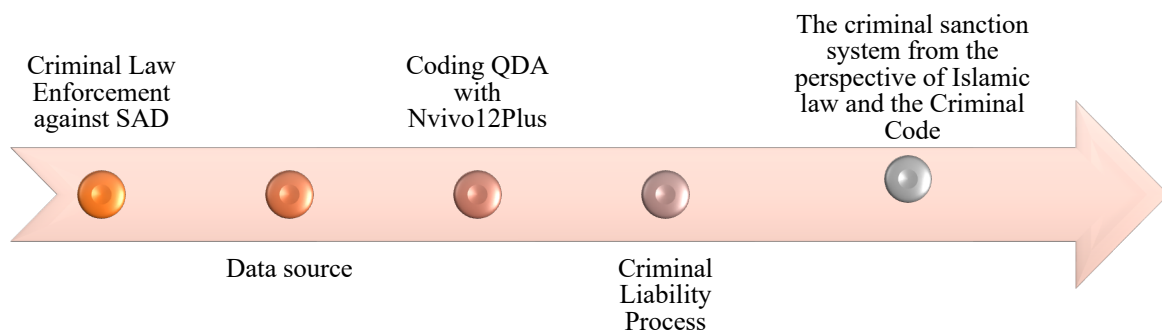 Criminal Law
Enforcement
against SAD
Data source
Coding QDA
with
Nvivo12Plus
Criminal
Liability
Process
The criminal sanction
system from the
perspective of Islamic
law and the Criminal
Code